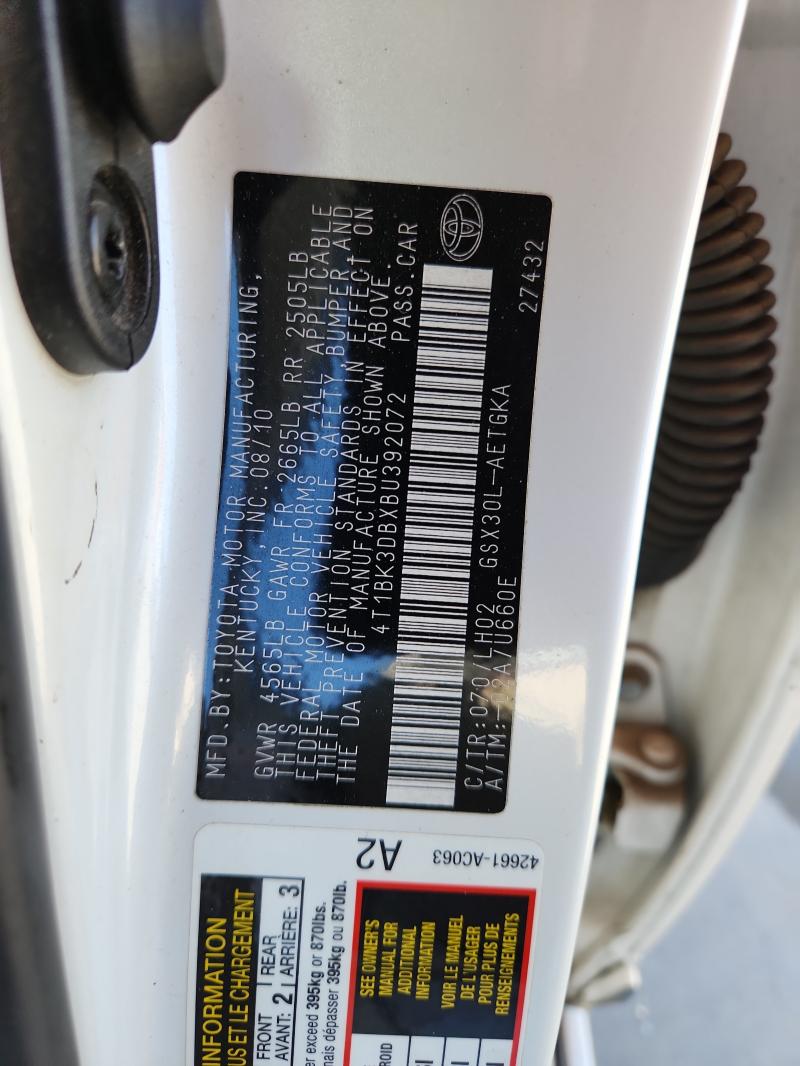 MFD.BY:TOYOTA MOTOR MANUFACTURING,
KENTUCKY, INC.08/10
GVWR 4565LB GAWR FR 2665LB RR 2505LB
THIS VEHICLE CONFORMS TO ALL APPLICABLE
FEDERAL MOTOR VEHICLE SAFETY,BUMPER,AND
THEFT PREVENTION STANDARDS IN EFFECT ON
THE DATE OF MANUFACTURE SHOWN ABOVE.
4T1BK3DBXBU392072 PASS.CAR
C/TR:070/LH02 GSX30L-AETGKA
A/TM:-02A/U660E 27432
A2
42661-AC063
INFORMATION
US ET LE CHARGEMENT
FRONT 2 REAR 3
AVANT: ARRIÈRE:
er exceed 395kg or 870lbs.
mais dépasser 395kg ou 870lb.
SEE OWNER'S
MANUAL FOR
ADDITIONAL
INFORMATION
VOIR LE MANUEL
DE L'USAGER
POUR PLUS DE
RENSEIGNEMENTS